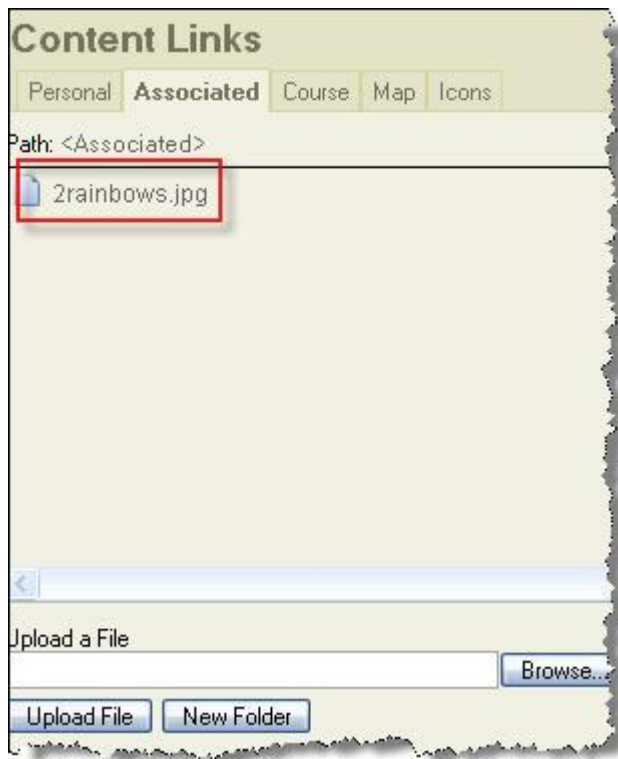 Content Links
Personal Associated Course Map Icons
Path: <Associated>
2rainbows.jpg
Upload a File
Browse...
Upload File New Folder